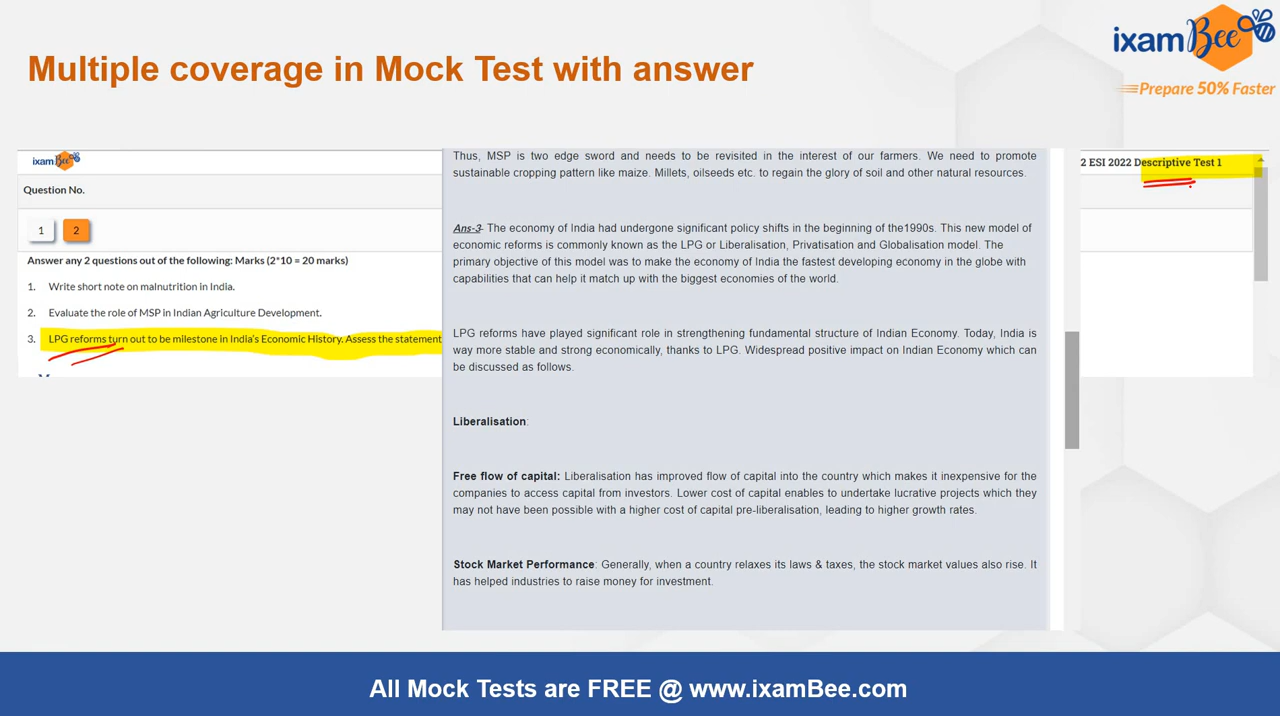 Multiple coverage in Mock Test with answer
ixamBee
Prepare 50% Faster
ixamBee
Question No.
1
2
Answer any 2 questions out of the following: Marks (2*10 = 20 marks)
1. Write short note on malnutrition in India.
2. Evaluate the role of MSP in Indian Agriculture Development.
3. LPG reforms turn out to be milestone in India's Economic History. Assess the statement
Thus, MSP is two edge sword and needs to be revisited in the interest of our farmers. We need to promote
sustainable cropping pattern like maize. Millets, oilseeds etc. to regain the glory of soil and other natural resources.
Ans-3- The economy of India had undergone significant policy shifts in the beginning of the1990s. This new model of
economic reforms is commonly known as the LPG or Liberalisation, Privatisation and Globalisation model. The
primary objective of this model was to make the economy of India the fastest developing economy in the globe with
capabilities that can help it match up with the biggest economies of the world.
LPG reforms have played significant role in strengthening fundamental structure of Indian Economy. Today, India is
way more stable and strong economically, thanks to LPG. Widespread positive impact on Indian Economy which can
be discussed as follows.
Liberalisation:
Free flow of capital: Liberalisation has improved flow of capital into the country which makes it inexpensive for the
companies to access capital from investors. Lower cost of capital enables to undertake lucrative projects which they
may not have been possible with a higher cost of capital pre-liberalisation, leading to higher growth rates.
Stock Market Performance: Generally, when a country relaxes its laws & taxes, the stock market values also rise. It
has helped industries to raise money for investment.
2 ESI 2022 Descriptive Test 1
All Mock Tests are FREE @ www.ixamBee.com